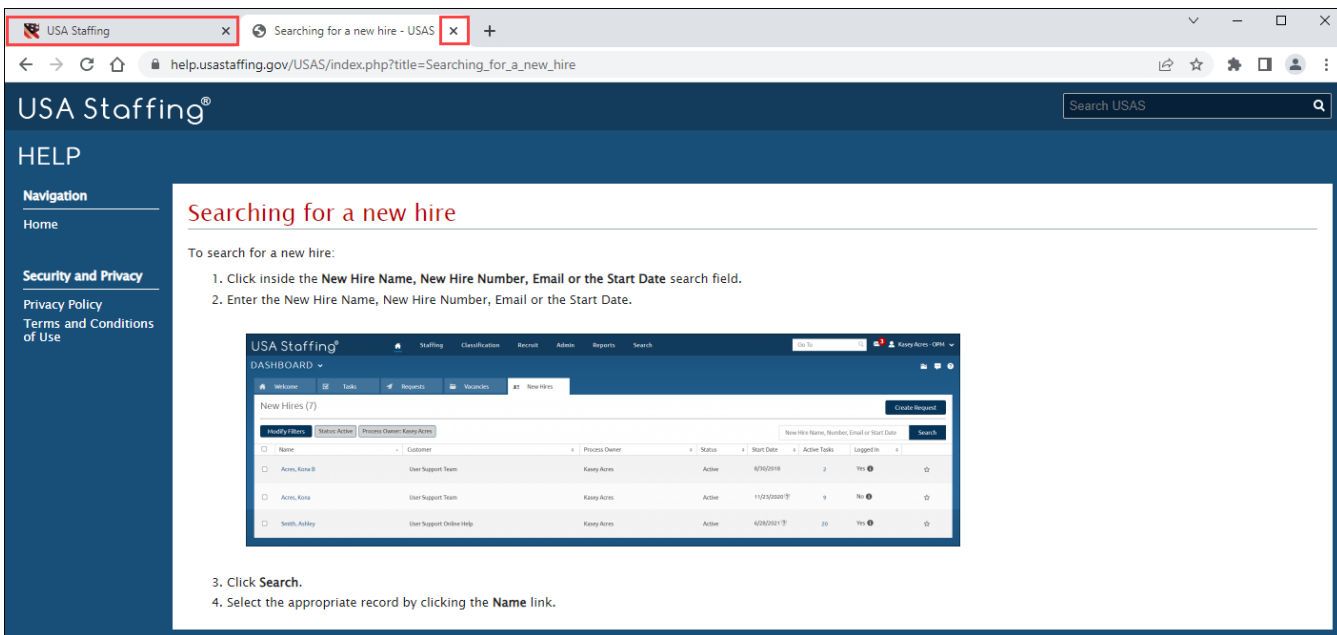 USA Staffing
Searching for a new hire - USAS
help.usastaffing.gov/USAS/index.php?title=Searching_for_a_new_hire
USA Staffing®
Search USAS
HELP
Navigation
Home
Security and Privacy
Privacy Policy
Terms and Conditions
of Use
Searching for a new hire
To search for a new hire:
1. Click inside the New Hire Name, New Hire Number, Email or the Start Date search field.
2. Enter the New Hire Name, New Hire Number, Email or the Start Date.
USA Staffing® Staffing Classification Recruit Admin Reports Search Go To 3 Kasey Acres - OPM
DASHBOARD
Welcome Tasks Requests Vacancies New Hires
New Hires (7) Create Request
Modify Filters Status: Active Process Owner: Kasey Acres New Hire Name, Number, Email or Start Date Search
Name Customer Process Owner Status Start Date Active Tasks Logged In
Acres, Kona B User Support Team Kasey Acres Active 8/30/2018 2 Yes
Acres, Kona User Support Team Kasey Acres Active 11/23/2020 9 No
Smith, Ashley User Support Online Help Kasey Acres Active 6/28/2021 20 Yes
3. Click Search.
4. Select the appropriate record by clicking the Name link.